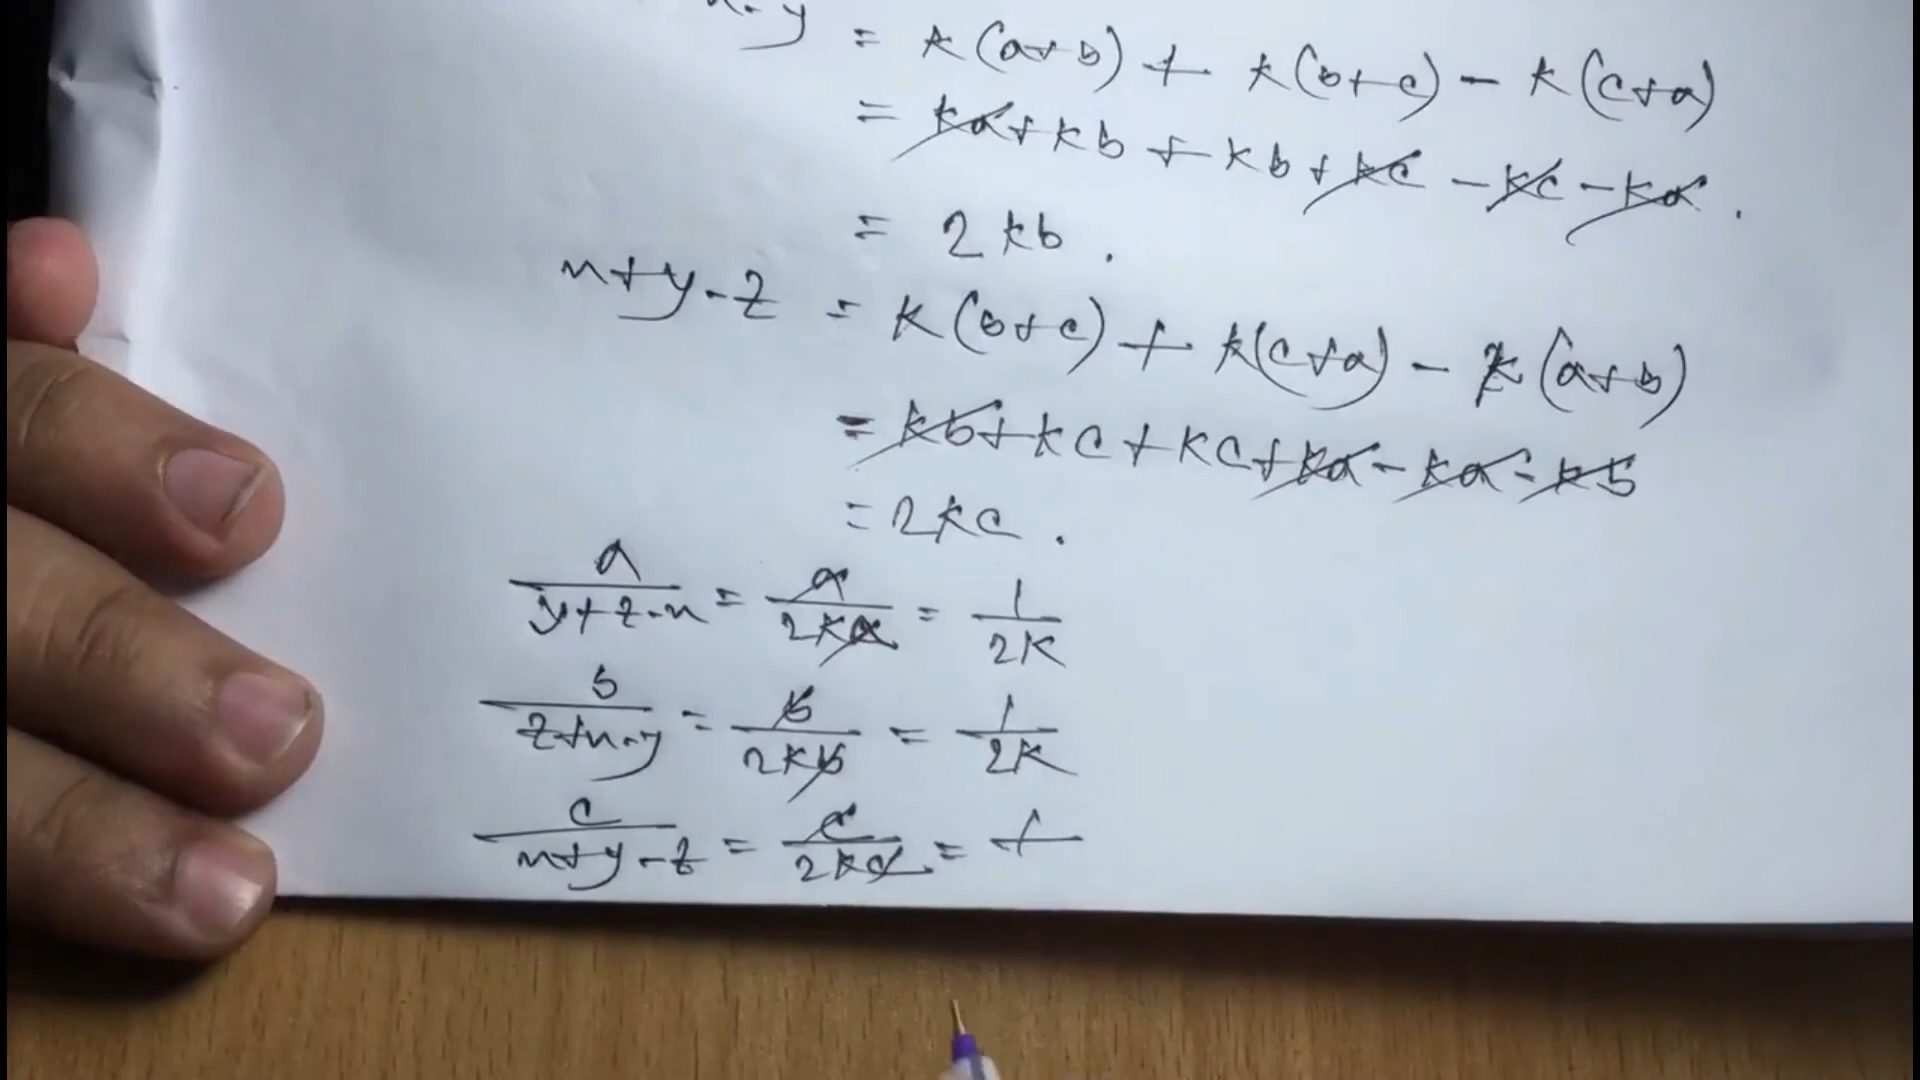 x-y = k(a+b) + k(b+c) - k(c+a)
= ka+kb + kb + kc - kc - ka.
= 2kb.
x+y-z = k(b+c) + k(c+a) - k(a+b)
= kb+kc+kc+ka-ka-kb
= 2kc.
a/(y+z-x) = a/2ka = 1/2k
b/(z+x-y) = b/2kb = 1/2k
c/(x+y-z) = c/2kc = 1/